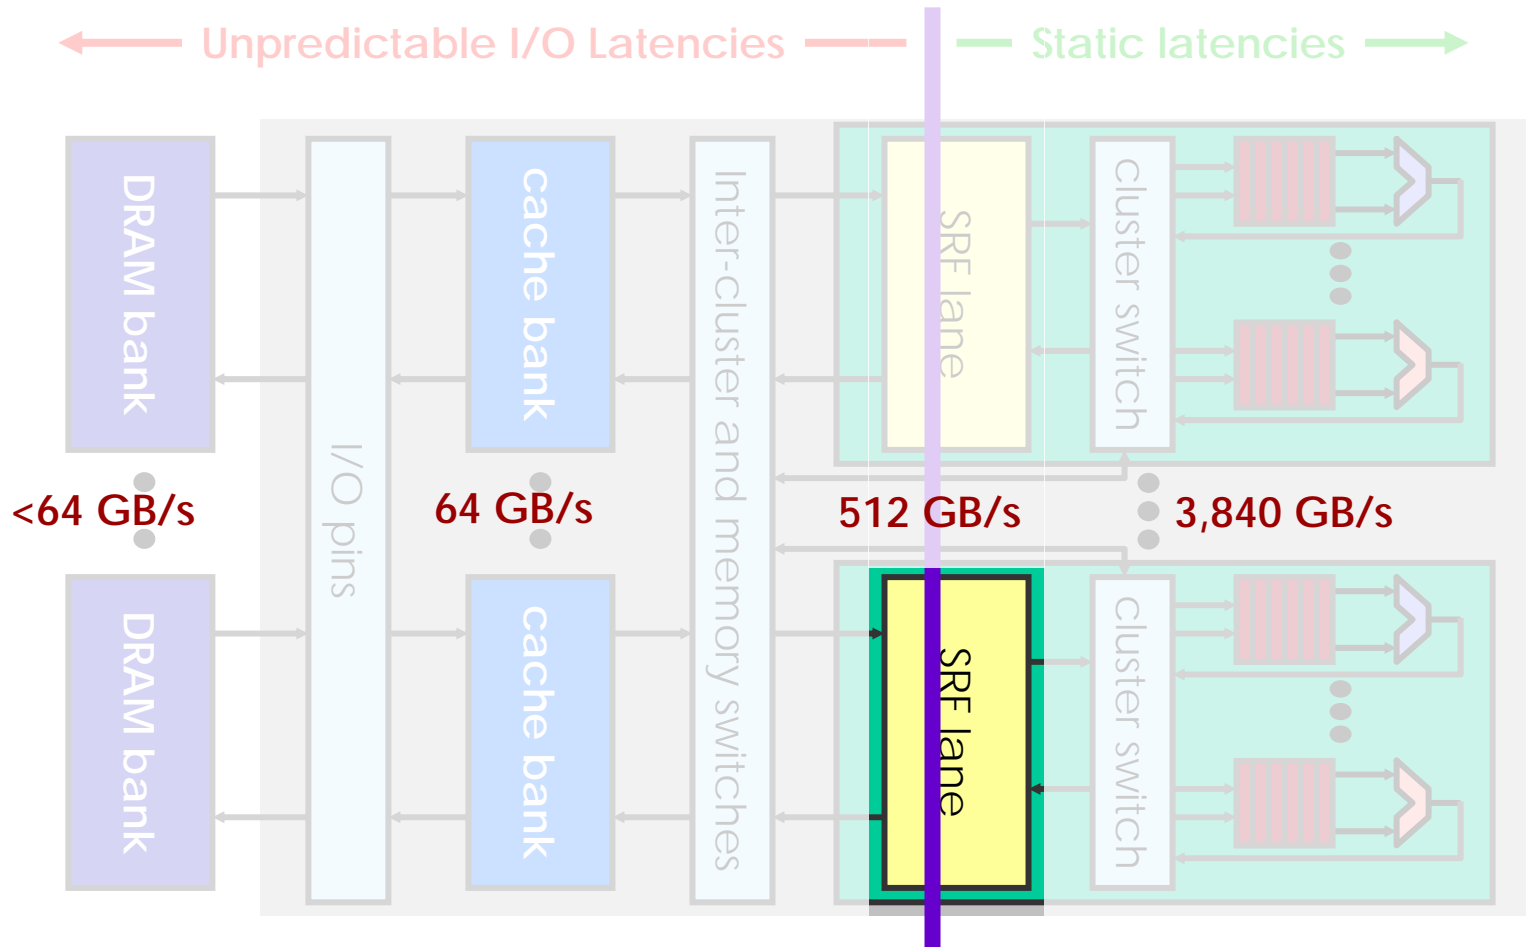 Unpredictable I/O Latencies
Static latencies
DRAM bank
I/O pins
cache bank
Inter-cluster and memory switches
SRF lane
cluster switch
<64 GB/s
64 GB/s
512 GB/s
3,840 GB/s
DRAM bank
cache bank
SRF lane
cluster switch